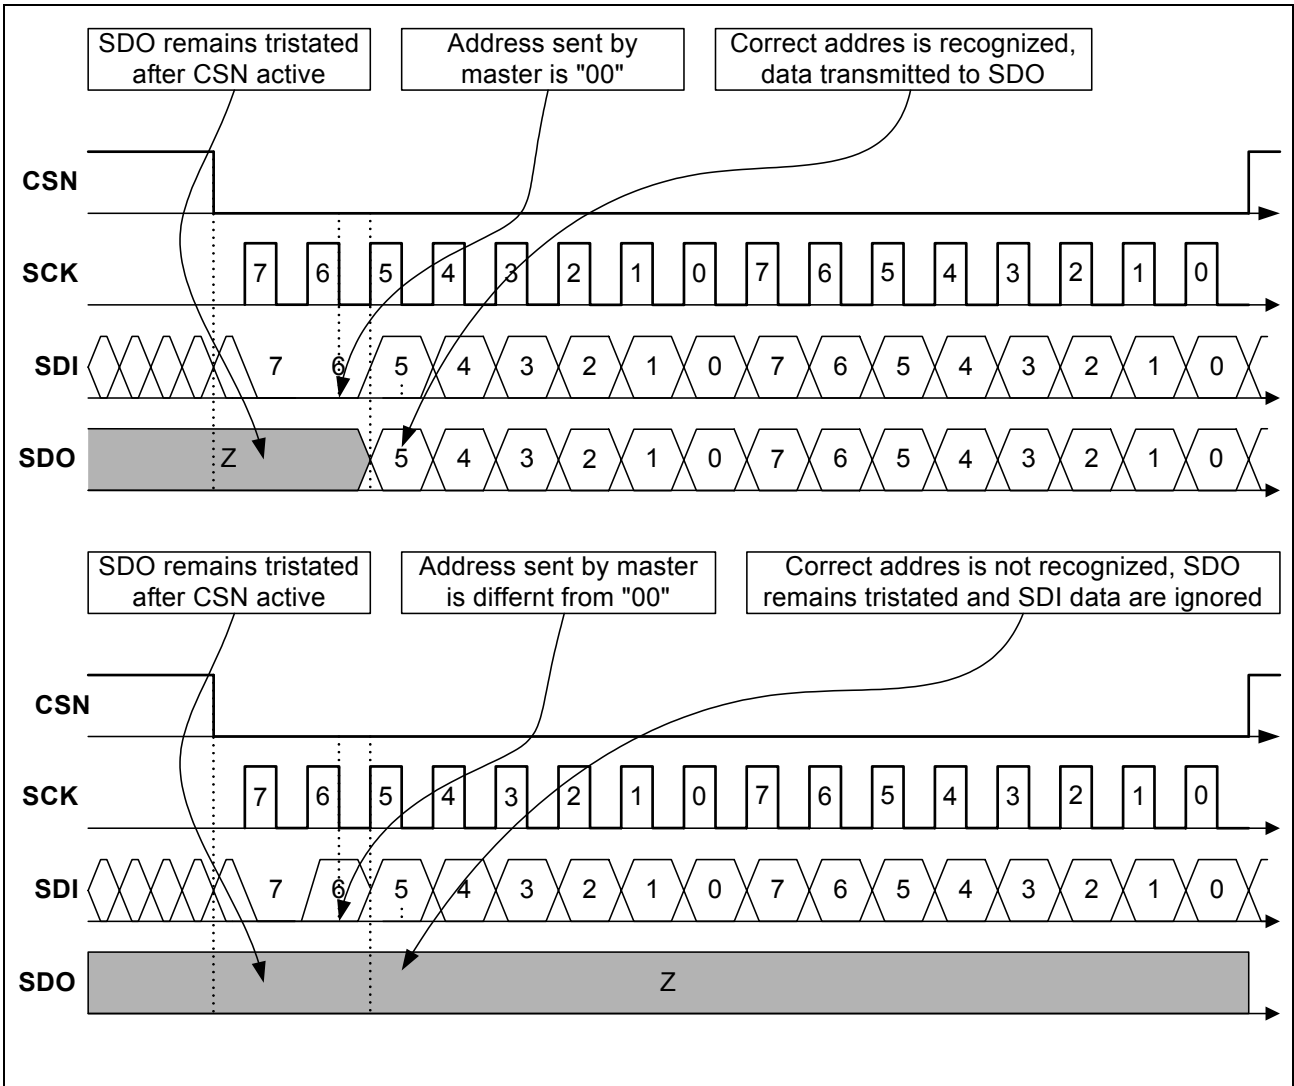 SDO remains tristated
after CSN active
Address sent by
master is "00"
Correct addres is recognized,
data transmitted to SDO
CSN
SCK
7 6 5 4 3 2 1 0 7 6 5 4 3 2 1 0
SDI
7 6 5 4 3 2 1 0 7 6 5 4 3 2 1 0
SDO
Z 5 4 3 2 1 0 7 6 5 4 3 2 1 0
SDO remains tristated
after CSN active
Address sent by master
is differnt from "00"
Correct addres is not recognized, SDO
remains tristated and SDI data are ignored
CSN
SCK
7 6 5 4 3 2 1 0 7 6 5 4 3 2 1 0
SDI
7 6 5 4 3 2 1 0 7 6 5 4 3 2 1 0
SDO
Z